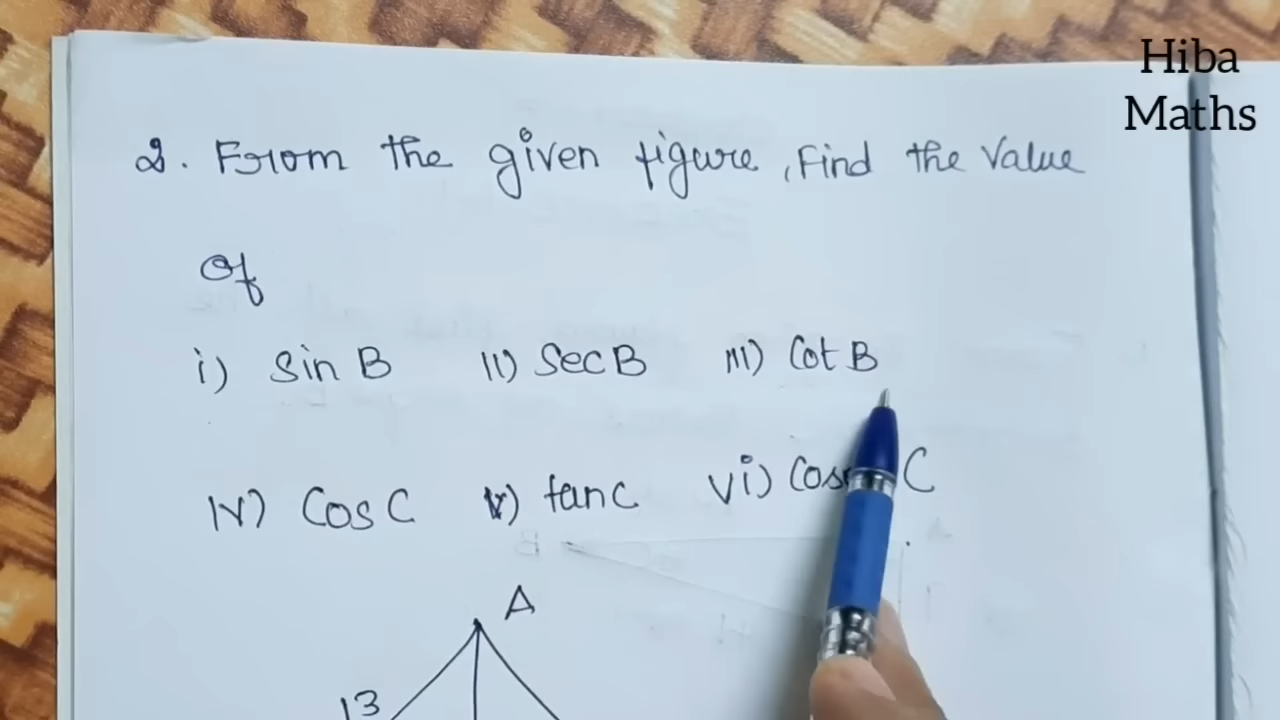 Hiba
Maths
2. From the given figure, Find the Value
Of
i) Sin B ii) Sec B iii) Cot B
iv) Cos C v) tan C vi) C
A
13